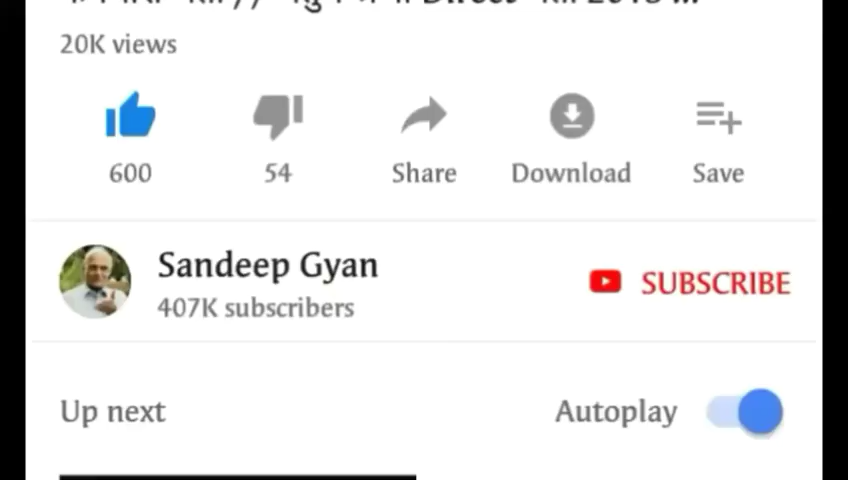 20K views
600
54
Share
Download
Save
Sandeep Gyan
407K subscribers
SUBSCRIBE
Up next
Autoplay